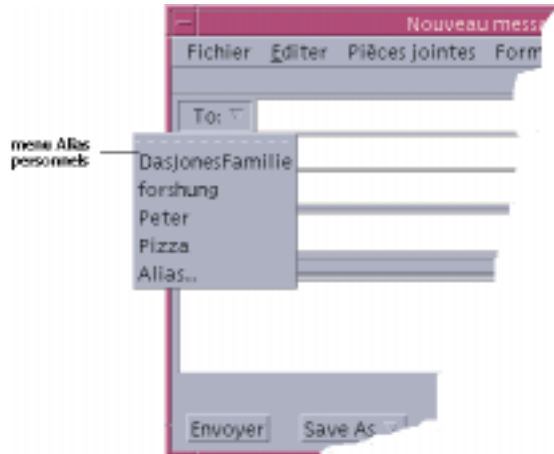 Nouveau messa
Fichier Editer Pièces jointes Form
To:
menu Alias
personnels
DasJonesFamilie
forshung
Peter
Pizza
Alias..
Envoyer Save As